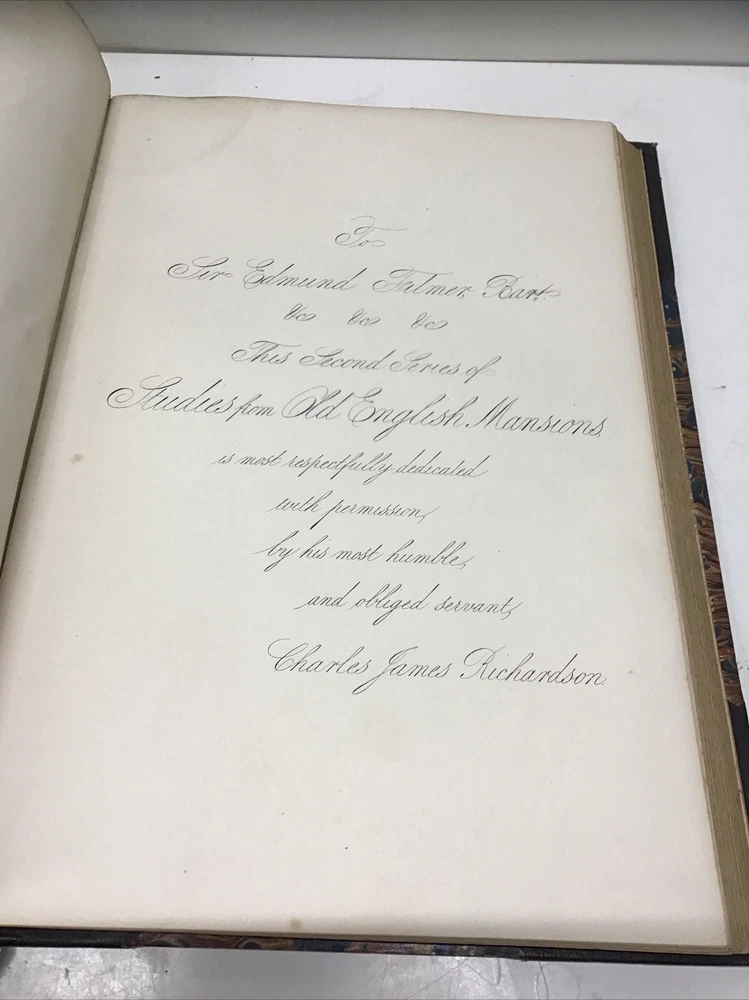 To
Sir Edmund Filmer, Bart.
&c &c &c
This Second Series of
Studies from Old English Mansions,
is most respectfully dedicated
with permission,
by his most humble,
and obliged servant,
Charles James Richardson.